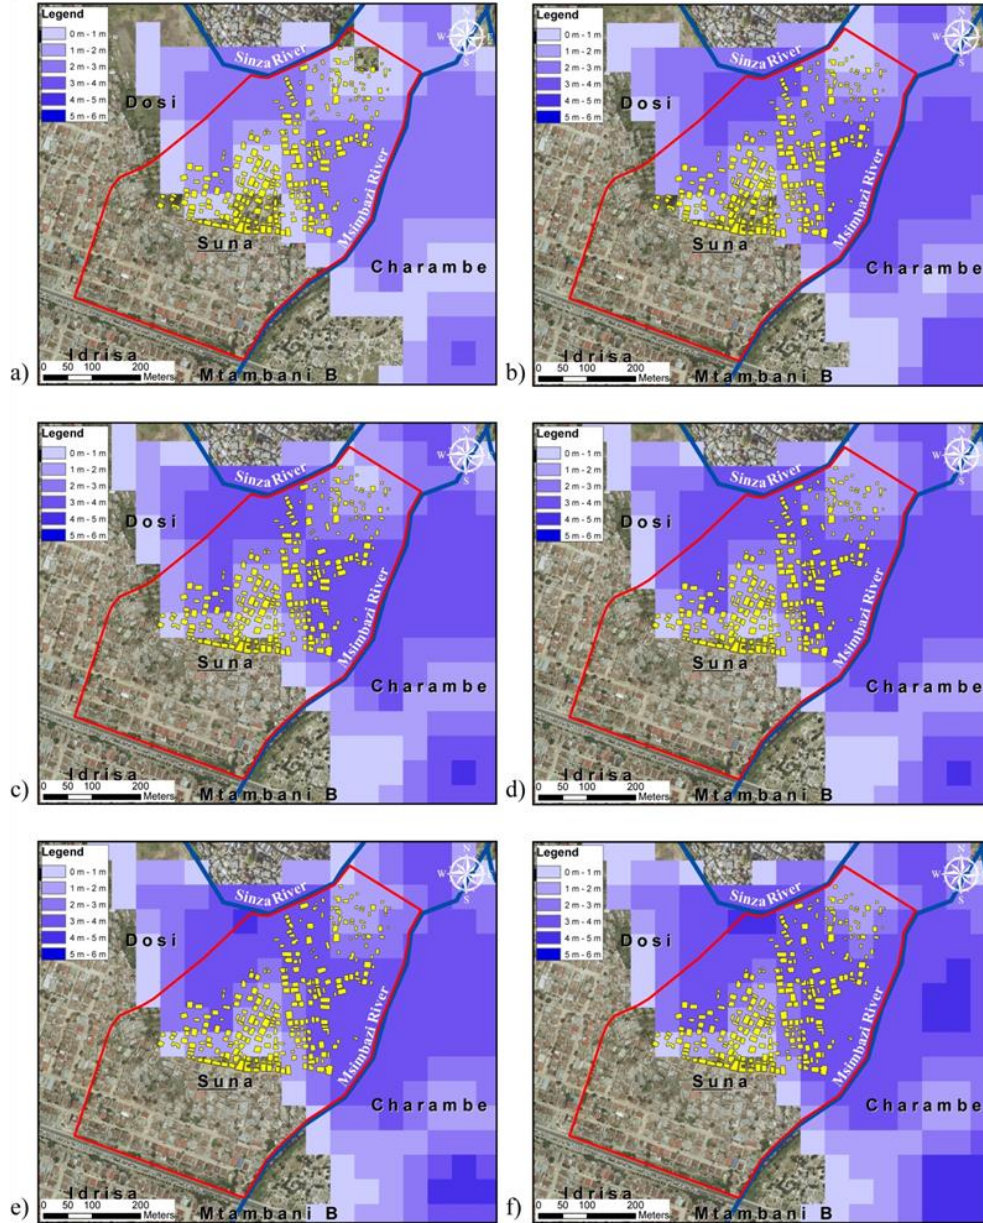 Legend
0 m - 1 m
1 m - 2 m
2 m - 3 m
3 m - 4 m
4 m - 5 m
5 m - 6 m
N
W
S
Sinza River
Dosi
Msimbazi River
Suna
Charambe
Idrisa
0 50 100 200
Meters
Mtambani B
a)
Legend
0 m - 1 m
1 m - 2 m
2 m - 3 m
3 m - 4 m
4 m - 5 m
5 m - 6 m
N
W
E
S
Sinza River
Dosi
Msimbazi River
Suna
Charambe
Idrisa
0 50 100 200
Meters
Mtambani B
b)
Legend
0 m - 1 m
1 m - 2 m
2 m - 3 m
3 m - 4 m
4 m - 5 m
5 m - 6 m
N
W
S
Sinza River
Dosi
Msimbazi River
Suna
Charambe
Idrisa
0 50 100 200
Meters
Mtambani B
c)
Legend
0 m - 1 m
1 m - 2 m
2 m - 3 m
3 m - 4 m
4 m - 5 m
5 m - 6 m
N
W
E
S
Sinza River
Dosi
Msimbazi River
Suna
Charambe
Idrisa
0 50 100 200
Meters
Mtambani B
d)
Legend
0 m - 1 m
1 m - 2 m
2 m - 3 m
3 m - 4 m
4 m - 5 m
5 m - 6 m
N
W
S
Sinza River
Dosi
Msimbazi River
Suna
Charambe
Idrisa
0 50 100 200
Meters
Mtambani B
e)
Legend
0 m - 1 m
1 m - 2 m
2 m - 3 m
3 m - 4 m
4 m - 5 m
5 m - 6 m
N
W
E
S
Sinza River
Dosi
Msimbazi River
Suna
Charambe
Idrisa
0 50 100 200
Meters
Mtambani B
f)